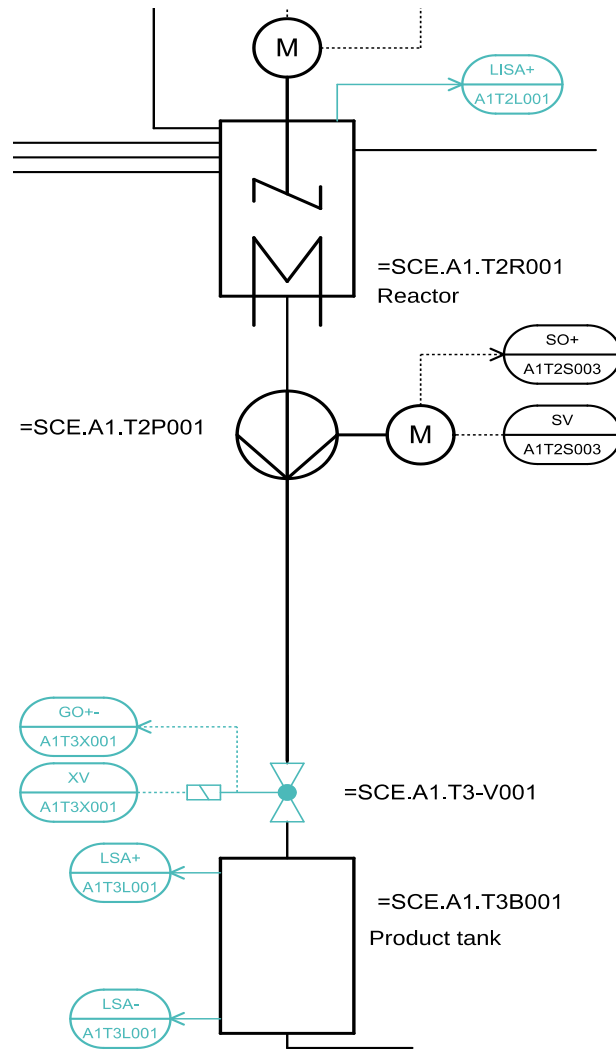 M
LISA+
A1T2L001
=SCE.A1.T2R001
Reactor
SO+
A1T2S003
=SCE.A1.T2P001
M
SV
A1T2S003
GO+-
A1T3X001
XV
A1T3X001
=SCE.A1.T3-V001
LSA+
A1T3L001
=SCE.A1.T3B001
Product tank
LSA-
A1T3L001